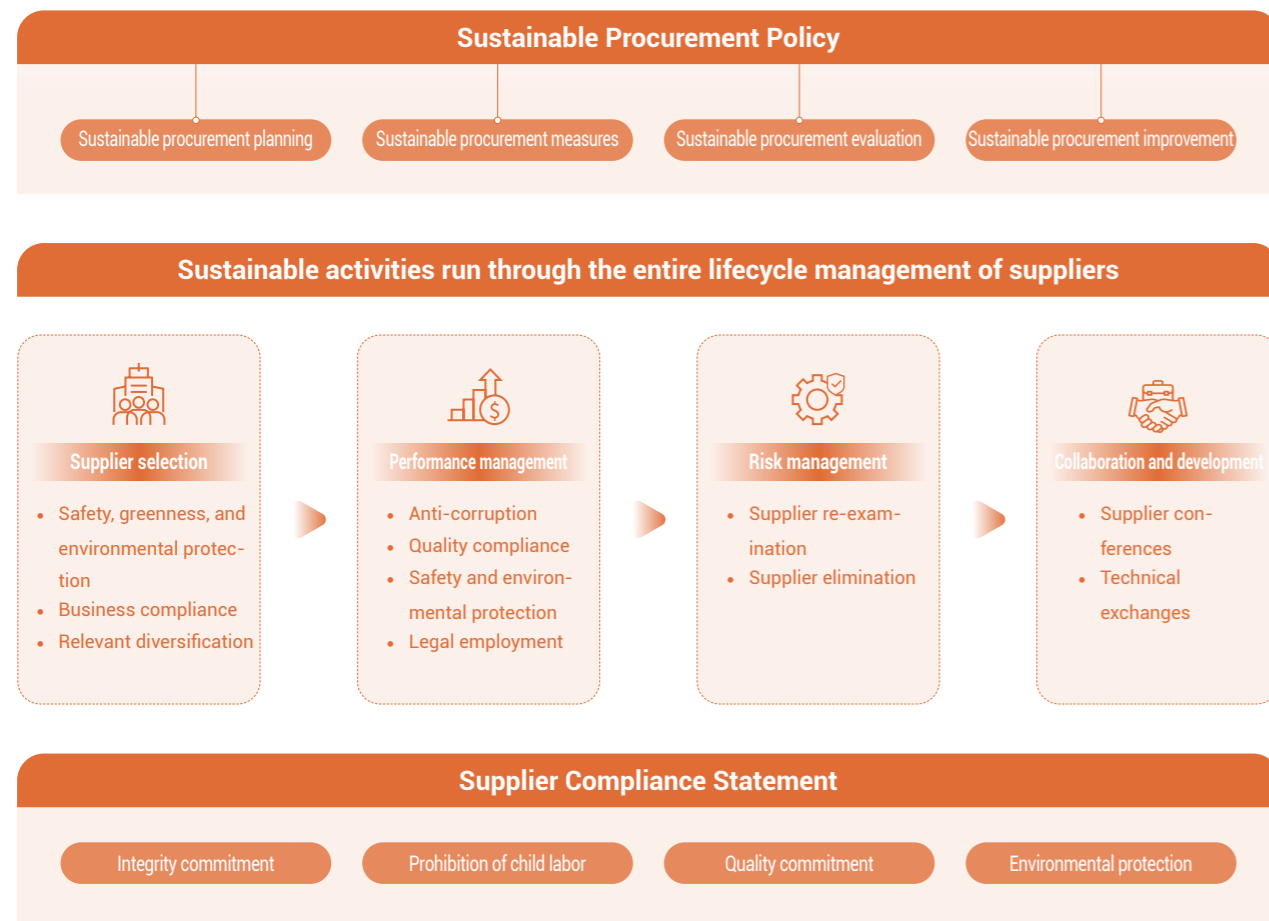 Sustainable Procurement Policy
Sustainable procurement planning
Sustainable procurement measures
Sustainable procurement evaluation
Sustainable procurement improvement
Sustainable activities run through the entire lifecycle management of suppliers
Supplier selection
• Safety, greenness, and
environmental protec-
tion
• Business compliance
• Relevant diversification
Performance management
• Anti-corruption
• Quality compliance
• Safety and environ-
mental protection
• Legal employment
Risk management
• Supplier re-exam-
ination
• Supplier elimination
Collaboration and development
• Supplier con-
ferences
• Technical
exchanges
Supplier Compliance Statement
Integrity commitment
Prohibition of child labor
Quality commitment
Environmental protection